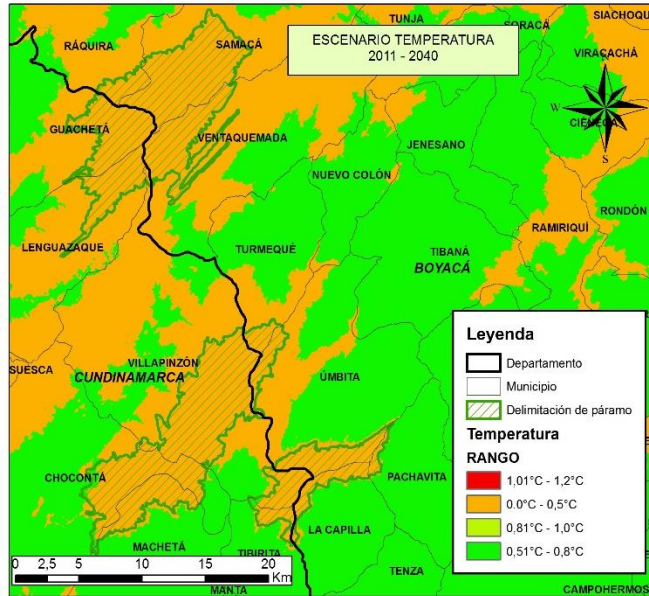 TUNJA
SORACÁ
SIACHOQUE
RÁQUIRA
SAMACÁ
ESCENARIO TEMPERATURA
2011 - 2040
VIRACACHÁ
N
W
E
S
CIÉNEGA
GUACHETÁ
VENTAQUEMADA
JENESANO
NUEVO COLÓN
RONDÓN
RAMIRIQUÍ
LENGUAZAQUE
TURMEQUÉ
TIBANÁ
BOYACÁ
SUESCA
VILLAPINZÓN
CUNDINAMARCA
ÚMBITA
CHOCONTÁ
PACHAVITA
LA CAPILLA
MACHETÁ
TIBIRITA
TENZA
MANTA
CAMPOHERMOS
Leyenda
Departamento
Municipio
Delimitación de páramo
Temperatura
RANGO
1,01°C - 1,2°C
0.0°C - 0,5°C
0,81°C - 1,0°C
0,51°C - 0,8°C
0 2,5 5 10 15 20
Km